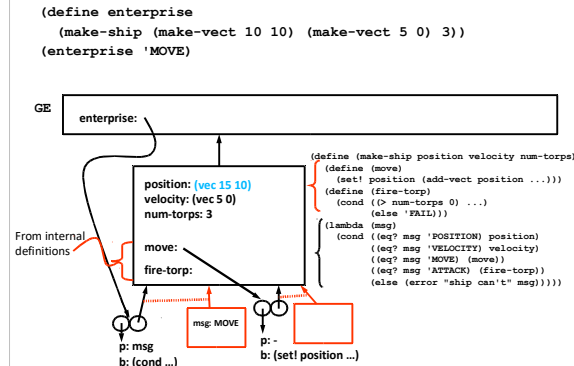 (define enterprise
(make-ship (make-vect 10 10) (make-vect 5 0) 3))
(enterprise 'MOVE)
GE
enterprise:
(define (make-ship position velocity num-torps)
(define (move)
(set! position (add-vect position ...)))
(define (fire-torp)
(cond ((> num-torps 0) ...)
(else 'FAIL)))
(lambda (msg)
(cond ((eq? msg 'POSITION) position)
((eq? msg 'VELOCITY) velocity)
((eq? msg 'MOVE) (move))
((eq? msg 'ATTACK) (fire-torp))
(else (error "ship can't" msg)))))
position: (vec 15 10)
velocity: (vec 5 0)
num-torps: 3
From internal
definitions
move:
fire-torp:
msg: MOVE
p: msg
b: (cond ...)
p: -
b: (set! position ...)